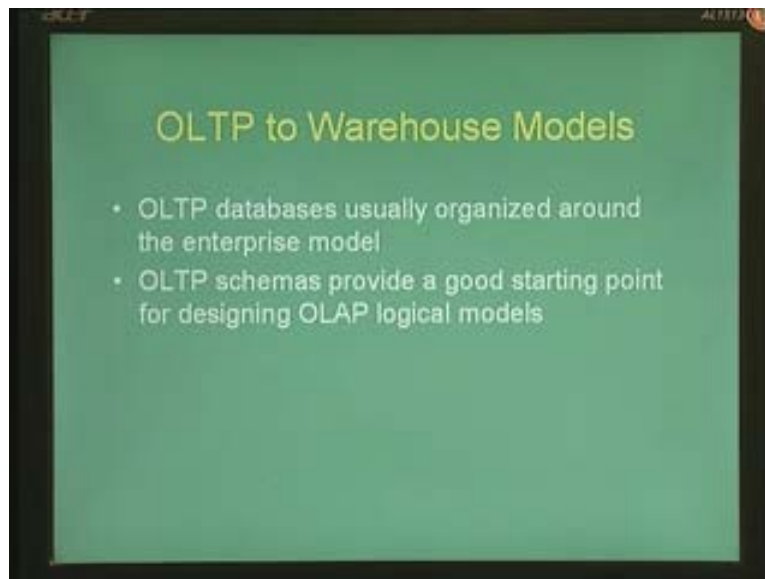 acer
OLTP to Warehouse Models
• OLTP databases usually organized around
the enterprise model
• OLTP schemas provide a good starting point
for designing OLAP logical models